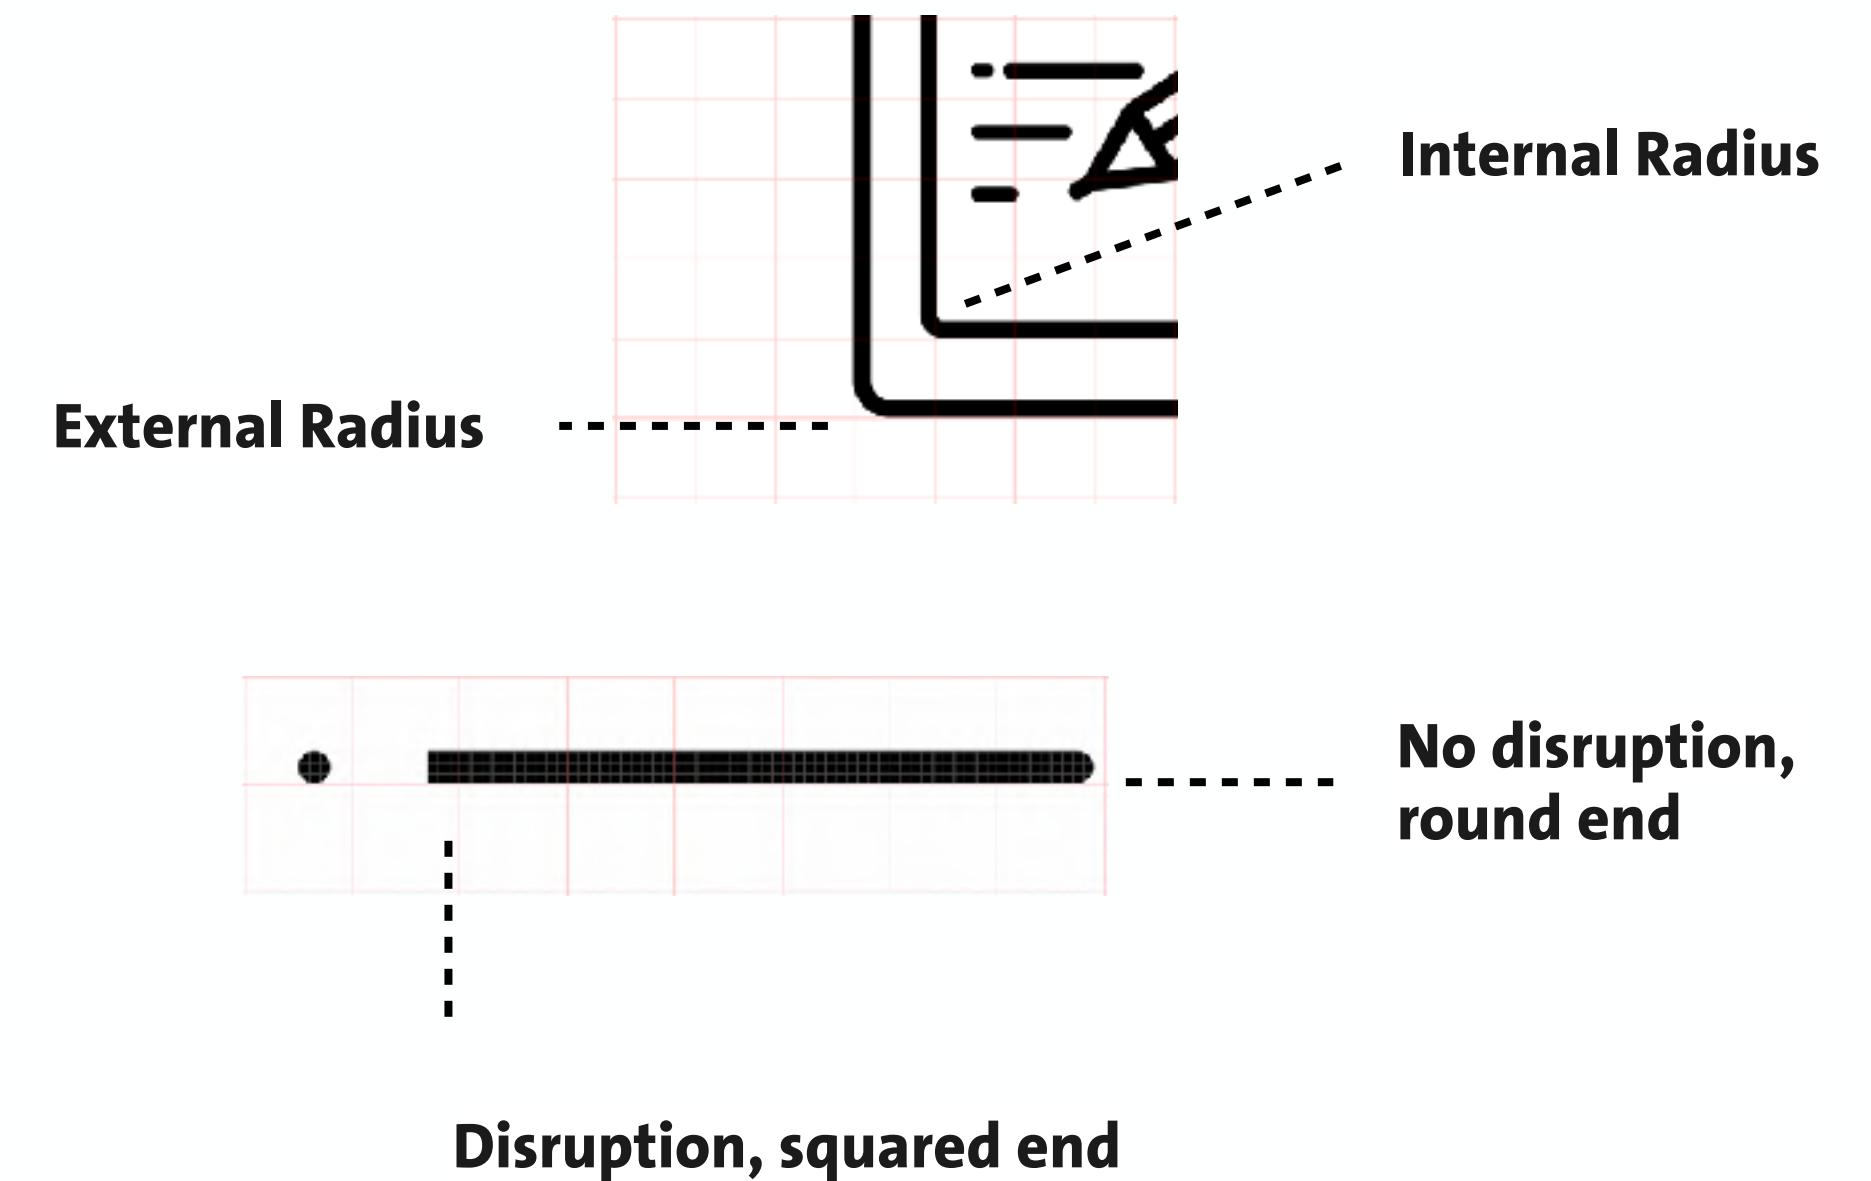 Internal Radius
External Radius
No disruption,
round end
Disruption, squared end